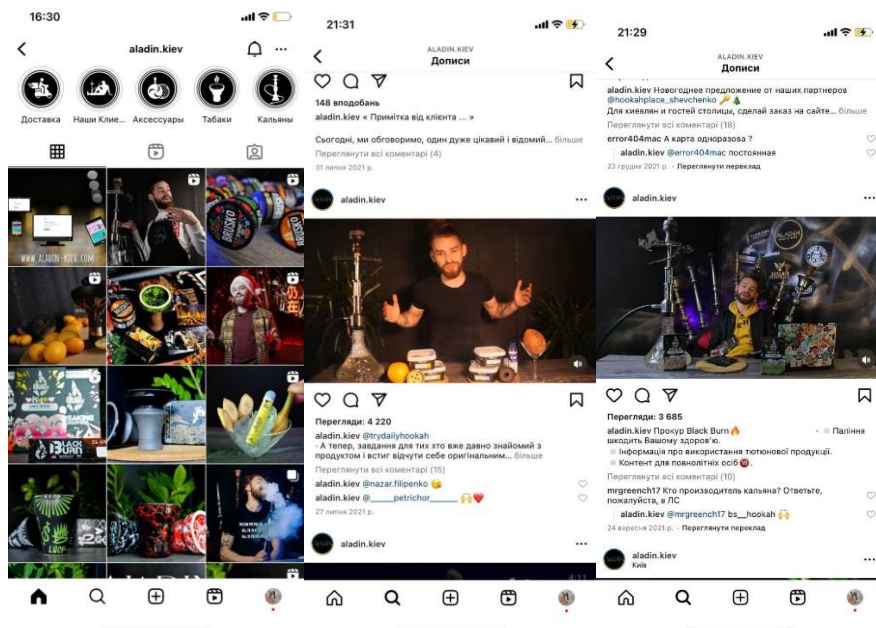 16:30
aladin.kiev
Доставка
Наши Клие...
Аксессуары
Табаки
Кальяны
WWW.ALADIN-KIEV.COM
BRUSKO
BLACK BURN
21:31
ALADIN.KIEV
Дописи
148 вподобань
aladin.kiev « Примітка від клієнта ... »
Сьогодні, ми обговоримо, один дуже цікавий і відомий... більше
Переглянути всі коментарі (4)
31 липня 2021 р.
aladin.kiev
Перегляди: 4 220
aladin.kiev @trydailyhookah
- А тепер, завдання для тих хто вже давно знайомий з
продуктом і встиг відчути себе оригінальним... більше
Переглянути всі коментарі (15)
aladin.kiev @nazar.filipenko 😘
aladin.kiev @_____petrichor______ 🎧❤️
27 липня 2021 р.
aladin.kiev
4:11
21:29
ALADIN.KIEV
Дописи
aladin.kiev Новогоднее предложение от наших партнеров
@hookahplace_shevchenko 🔑🎄
Для киевлян и гостей столицы, сделай заказ на сайте... більше
Переглянути всі коментарі (18)
error404mac А карта одноразова ?
aladin.kiev @error404mac постоянная
23 грудня 2021 р. · Переглянути переклад
aladin.kiev
ALADIN
Перегляди: 3 685
aladin.kiev Прокур Black Burn🔥 Паління
шкодить Вашому здоров'ю.
Інформація про використання тютюнової продукції.
Контент для повнолітніх осіб🔞.
Переглянути всі коментарі (10)
mrgreench17 Кто производитель кальяна? Ответьте,
пожалуйста, в ЛС
aladin.kiev @mrgreench17 bs__hookah 🎧
24 вересня 2021 р. · Переглянути переклад
aladin.kiev
Київ